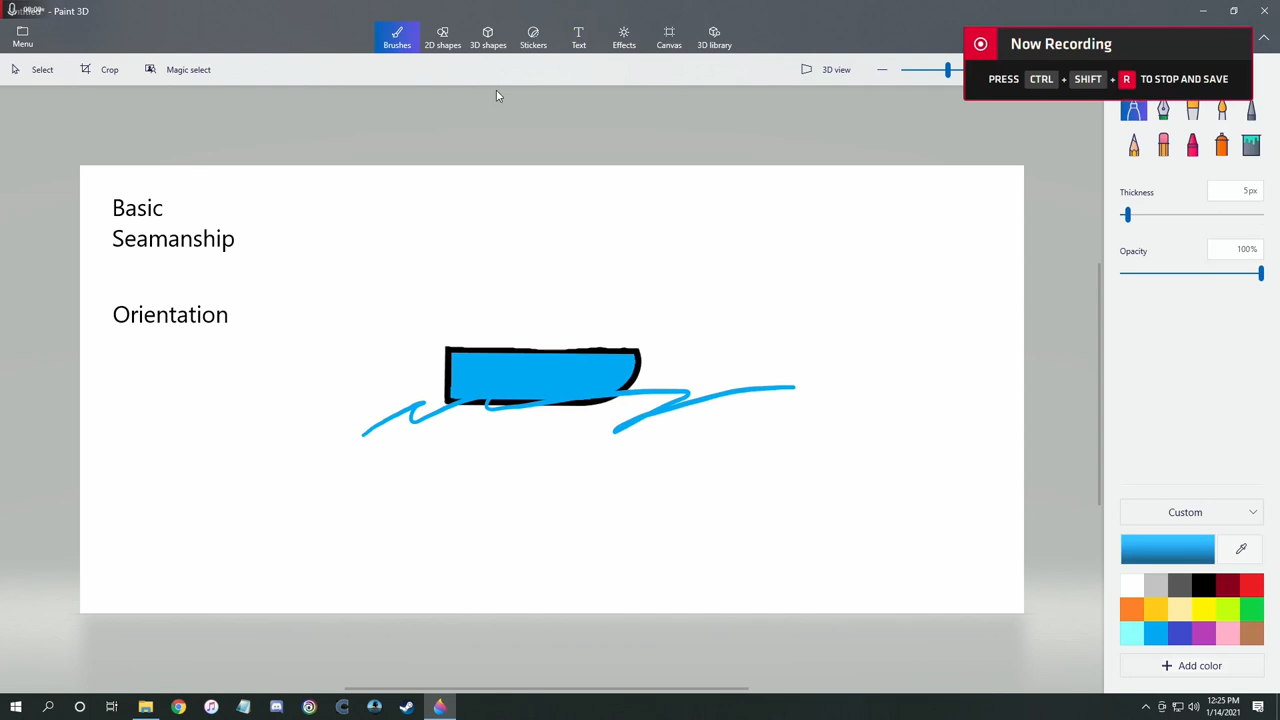 - Paint 3D
Now Recording
PRESS CTRL + SHIFT + R TO STOP AND SAVE
Menu
Brushes
2D shapes
3D shapes
Stickers
Text
Effects
Canvas
3D library
Select
Crop
Magic select
3D view
Basic
Seamanship
Orientation
Thickness
5px
Opacity
100%
Custom
Add color
12:25 PM
1/14/2021